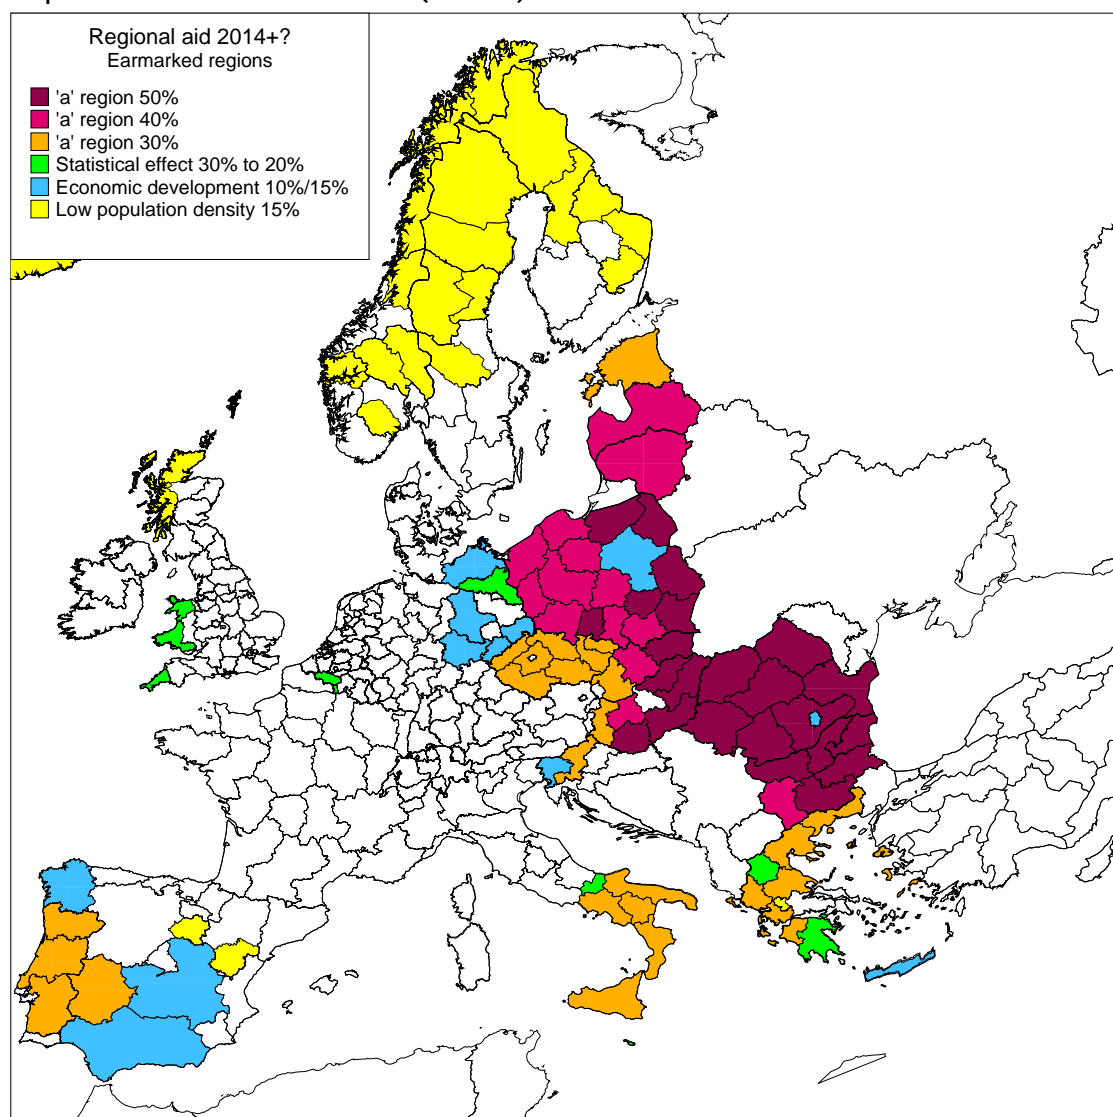 Regional aid 2014+?
Earmarked regions
'a' region 50%
'a' region 40%
'a' region 30%
Statistical effect 30% to 20%
Economic development 10%/15%
Low population density 15%